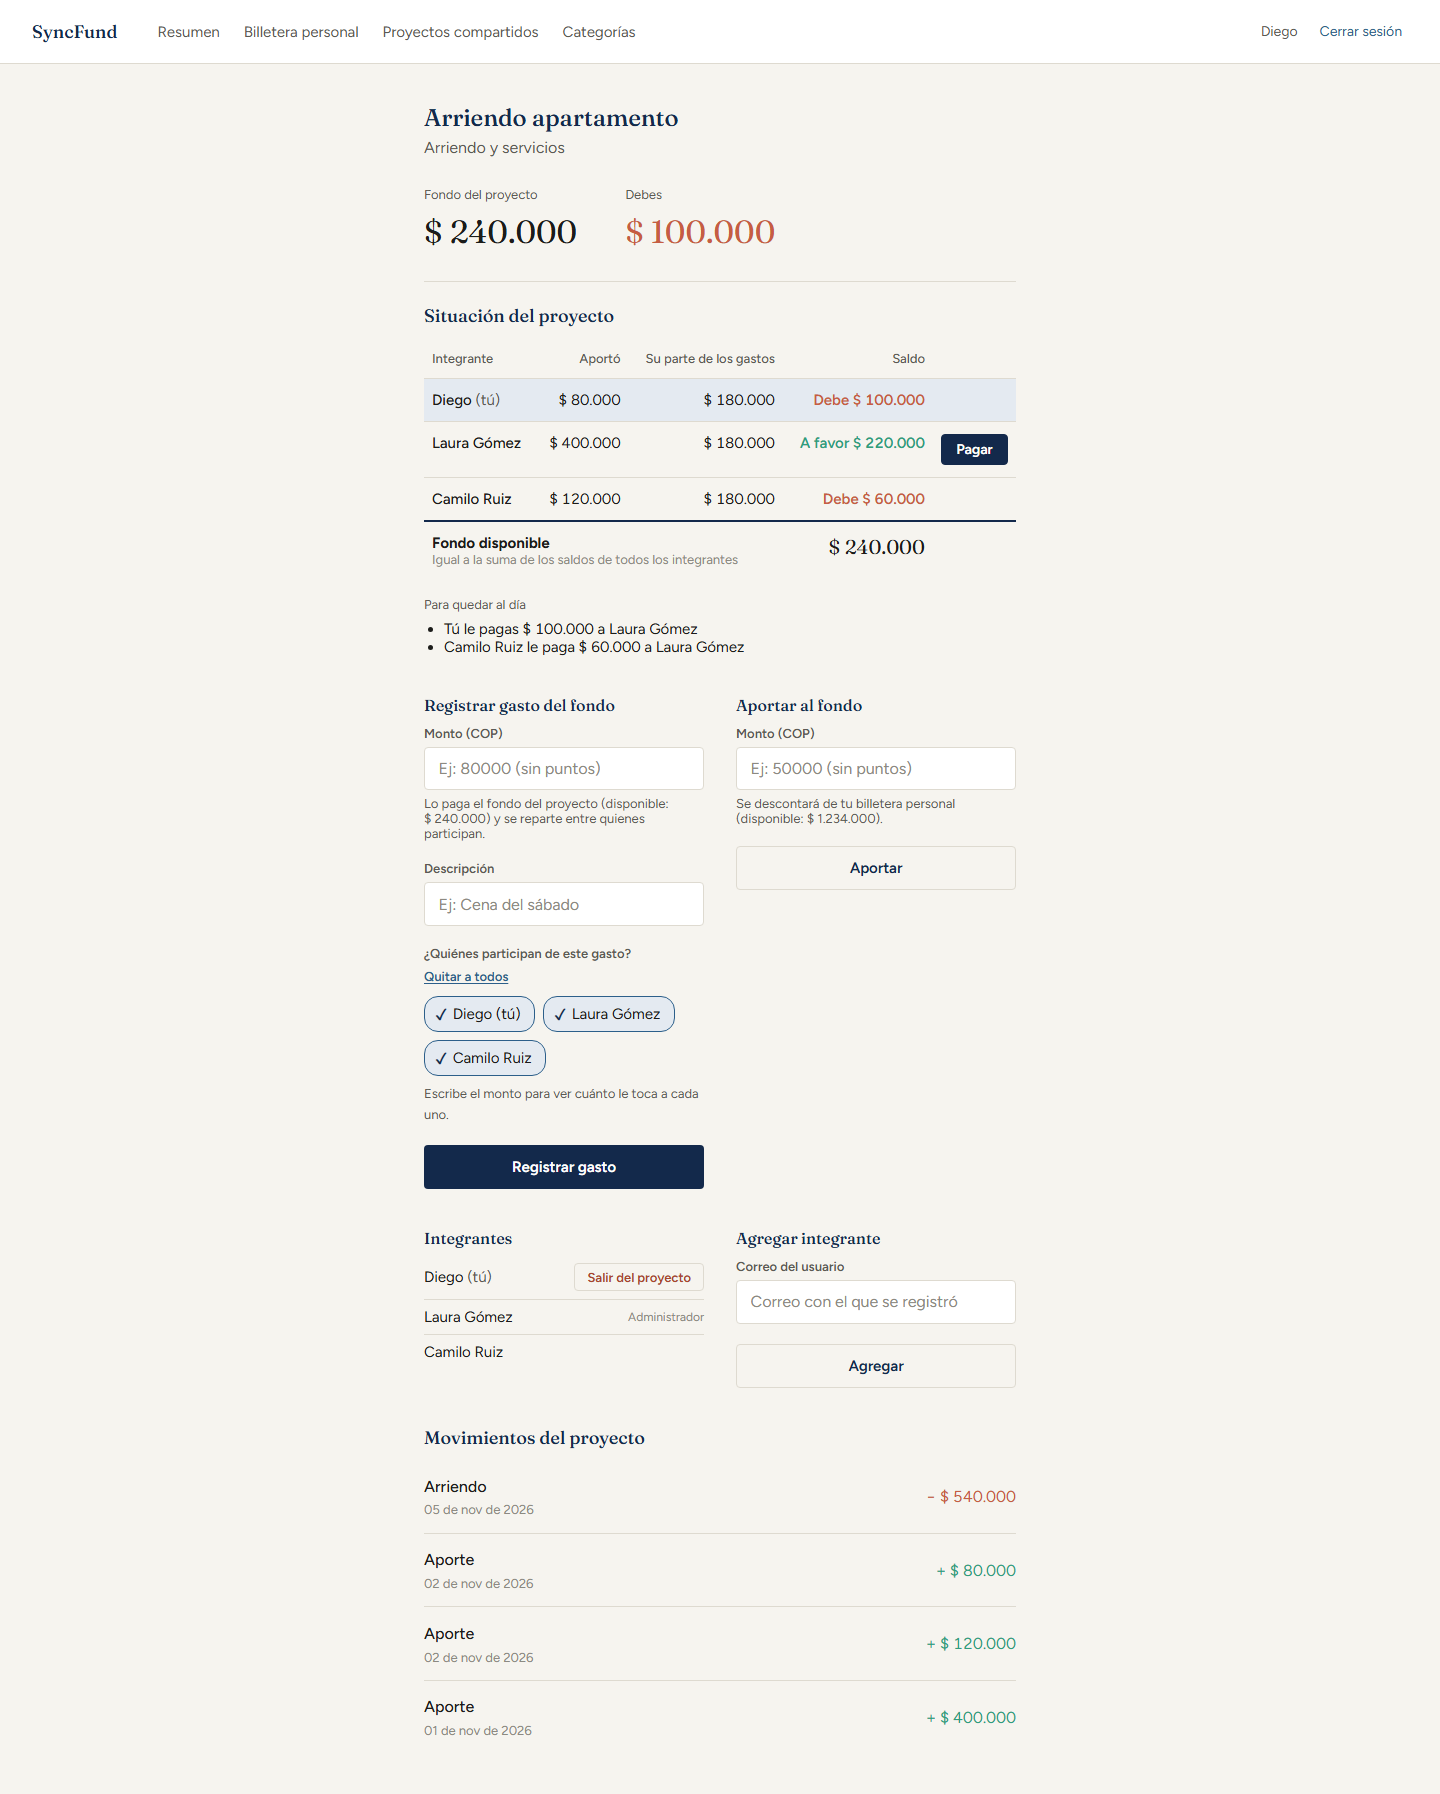 SyncFund Resumen Billetera personal Proyectos compartidos Categorías Diego Cerrar sesión
Arriendo apartamento
Arriendo y servicios
Fondo del proyecto Debes
$ 240.000 $ 100.000
Situación del proyecto
Integrante Aportó Su parte de los gastos Saldo
Diego (tú) $ 80.000 $ 180.000 Debe $ 100.000
Laura Gómez $ 400.000 $ 180.000 A favor $ 220.000 Pagar
Camilo Ruiz $ 120.000 $ 180.000 Debe $ 60.000
Fondo disponible $ 240.000
Igual a la suma de los saldos de todos los integrantes
Para quedar al día
• Tú le pagas $ 100.000 a Laura Gómez
• Camilo Ruiz le paga $ 60.000 a Laura Gómez
Registrar gasto del fondo
Monto (COP)
Ej: 80000 (sin puntos)
Lo paga el fondo del proyecto (disponible:
$ 240.000) y se reparte entre quienes
participan.
Descripción
Ej: Cena del sábado
¿Quiénes participan de este gasto?
Quitar a todos
✓ Diego (tú) ✓ Laura Gómez
✓ Camilo Ruiz
Escribe el monto para ver cuánto le toca a cada
uno.
Registrar gasto
Aportar al fondo
Monto (COP)
Ej: 50000 (sin puntos)
Se descontará de tu billetera personal
(disponible: $ 1.234.000).
Aportar
Integrantes
Diego (tú) Salir del proyecto
Laura Gómez Administrador
Camilo Ruiz
Agregar integrante
Correo del usuario
Correo con el que se registró
Agregar
Movimientos del proyecto
Arriendo
05 de nov de 2026
− $ 540.000
Aporte
02 de nov de 2026
+ $ 80.000
Aporte
02 de nov de 2026
+ $ 120.000
Aporte
01 de nov de 2026
+ $ 400.000